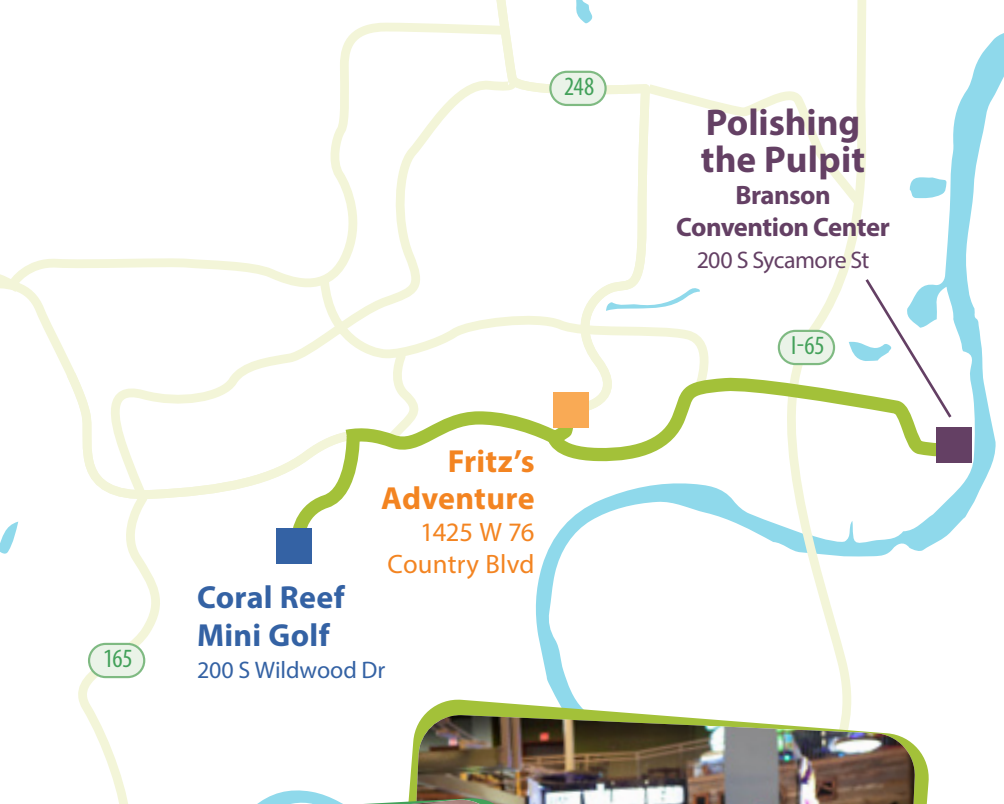 248
Polishing
the Pulpit
Branson
Convention Center
200 S Sycamore St
I-65
Fritz’s
Adventure
1425 W 76
Country Blvd
Coral Reef
Mini Golf
200 S Wildwood Dr
165